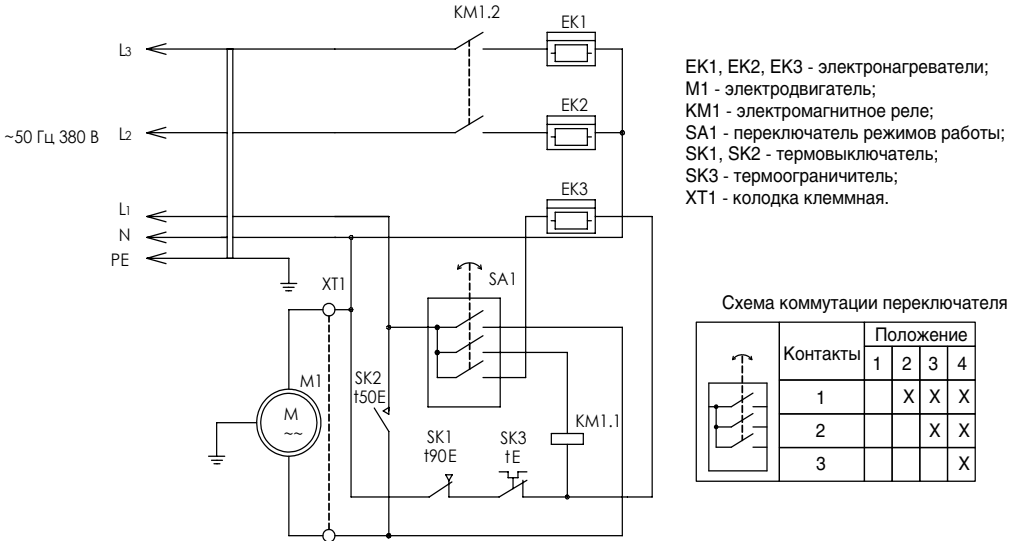 KM1.2
EK1
L3
EK2
~50 Гц 380 В
L2
EK3
L1
N
PE
XT1
SA1
M1
M
~~
SK2
t50E
SK1
t90E
SK3
tE
KM1.1
EK1, EK2, EK3 - электронагреватели;
M1 - электродвигатель;
KM1 - электромагнитное реле;
SA1 - переключатель режимов работы;
SK1, SK2 - термовыключатель;
SK3 - термоограничитель;
XT1 - колодка клеммная.
Схема коммутации переключателя
Контакты
Положение
1 2 3 4
1 X X X
2 X X
3 X